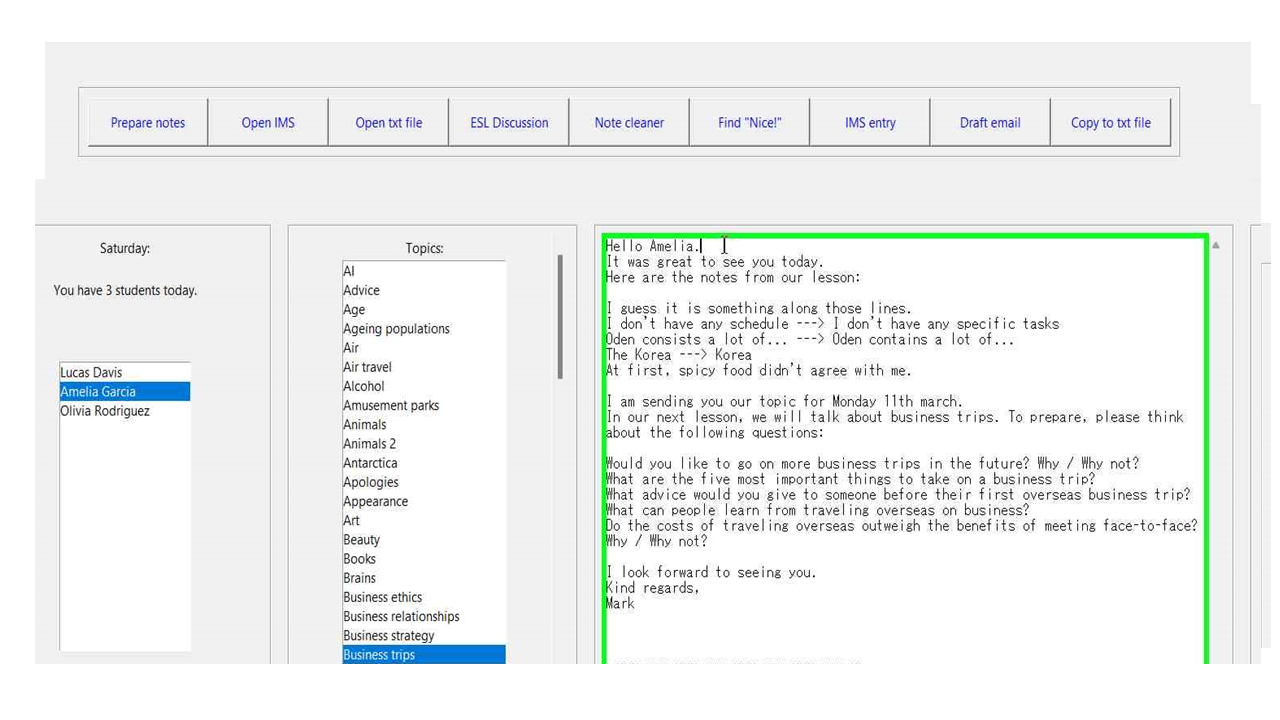 Prepare notes
Open IMS
Open txt file
ESL Discussion
Note cleaner
Find "Nice!"
IMS entry
Draft email
Copy to txt file
Saturday:
You have 3 students today.
Lucas Davis
Amelia Garcia
Olivia Rodriguez
Topics:
AI
Advice
Age
Ageing populations
Air
Air travel
Alcohol
Amusement parks
Animals
Animals 2
Antarctica
Apologies
Appearance
Art
Beauty
Books
Brains
Business ethics
Business relationships
Business strategy
Business trips
Hello Amelia.
It was great to see you today.
Here are the notes from our lesson:
I guess it is something along those lines.
I don't have any schedule ---> I don't have any specific tasks
Oden consists a lot of... ---> Oden contains a lot of...
The Korea ---> Korea
At first, spicy food didn't agree with me.
I am sending you our topic for Monday 11th march.
In our next lesson, we will talk about business trips. To prepare, please think
about the following questions:
Would you like to go on more business trips in the future? Why / Why not?
What are the five most important things to take on a business trip?
What advice would you give to someone before their first overseas business trip?
What can people learn from traveling overseas on business?
Do the costs of traveling overseas outweigh the benefits of meeting face-to-face?
Why / Why not?
I look forward to seeing you.
Kind regards,
Mark